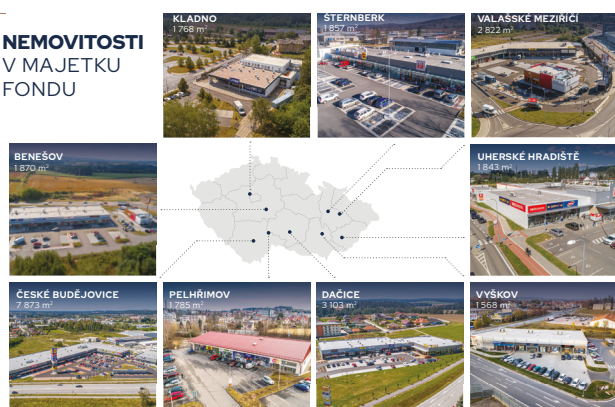 NEMOVITOSTI
V MAJETKU
FONDU
KLADNO
1 768 m²
ŠTERNBERK
1 857 m²
VALAŠSKÉ MEZIŘÍČÍ
2 822 m²
BENEŠOV
1 870 m²
UHERSKÉ HRADIŠTĚ
1 843 m²
ČESKÉ BUDĚJOVICE
7 873 m²
PELHŘIMOV
1 785 m²
DAČICE
3 103 m²
VYŠKOV
1 568 m²